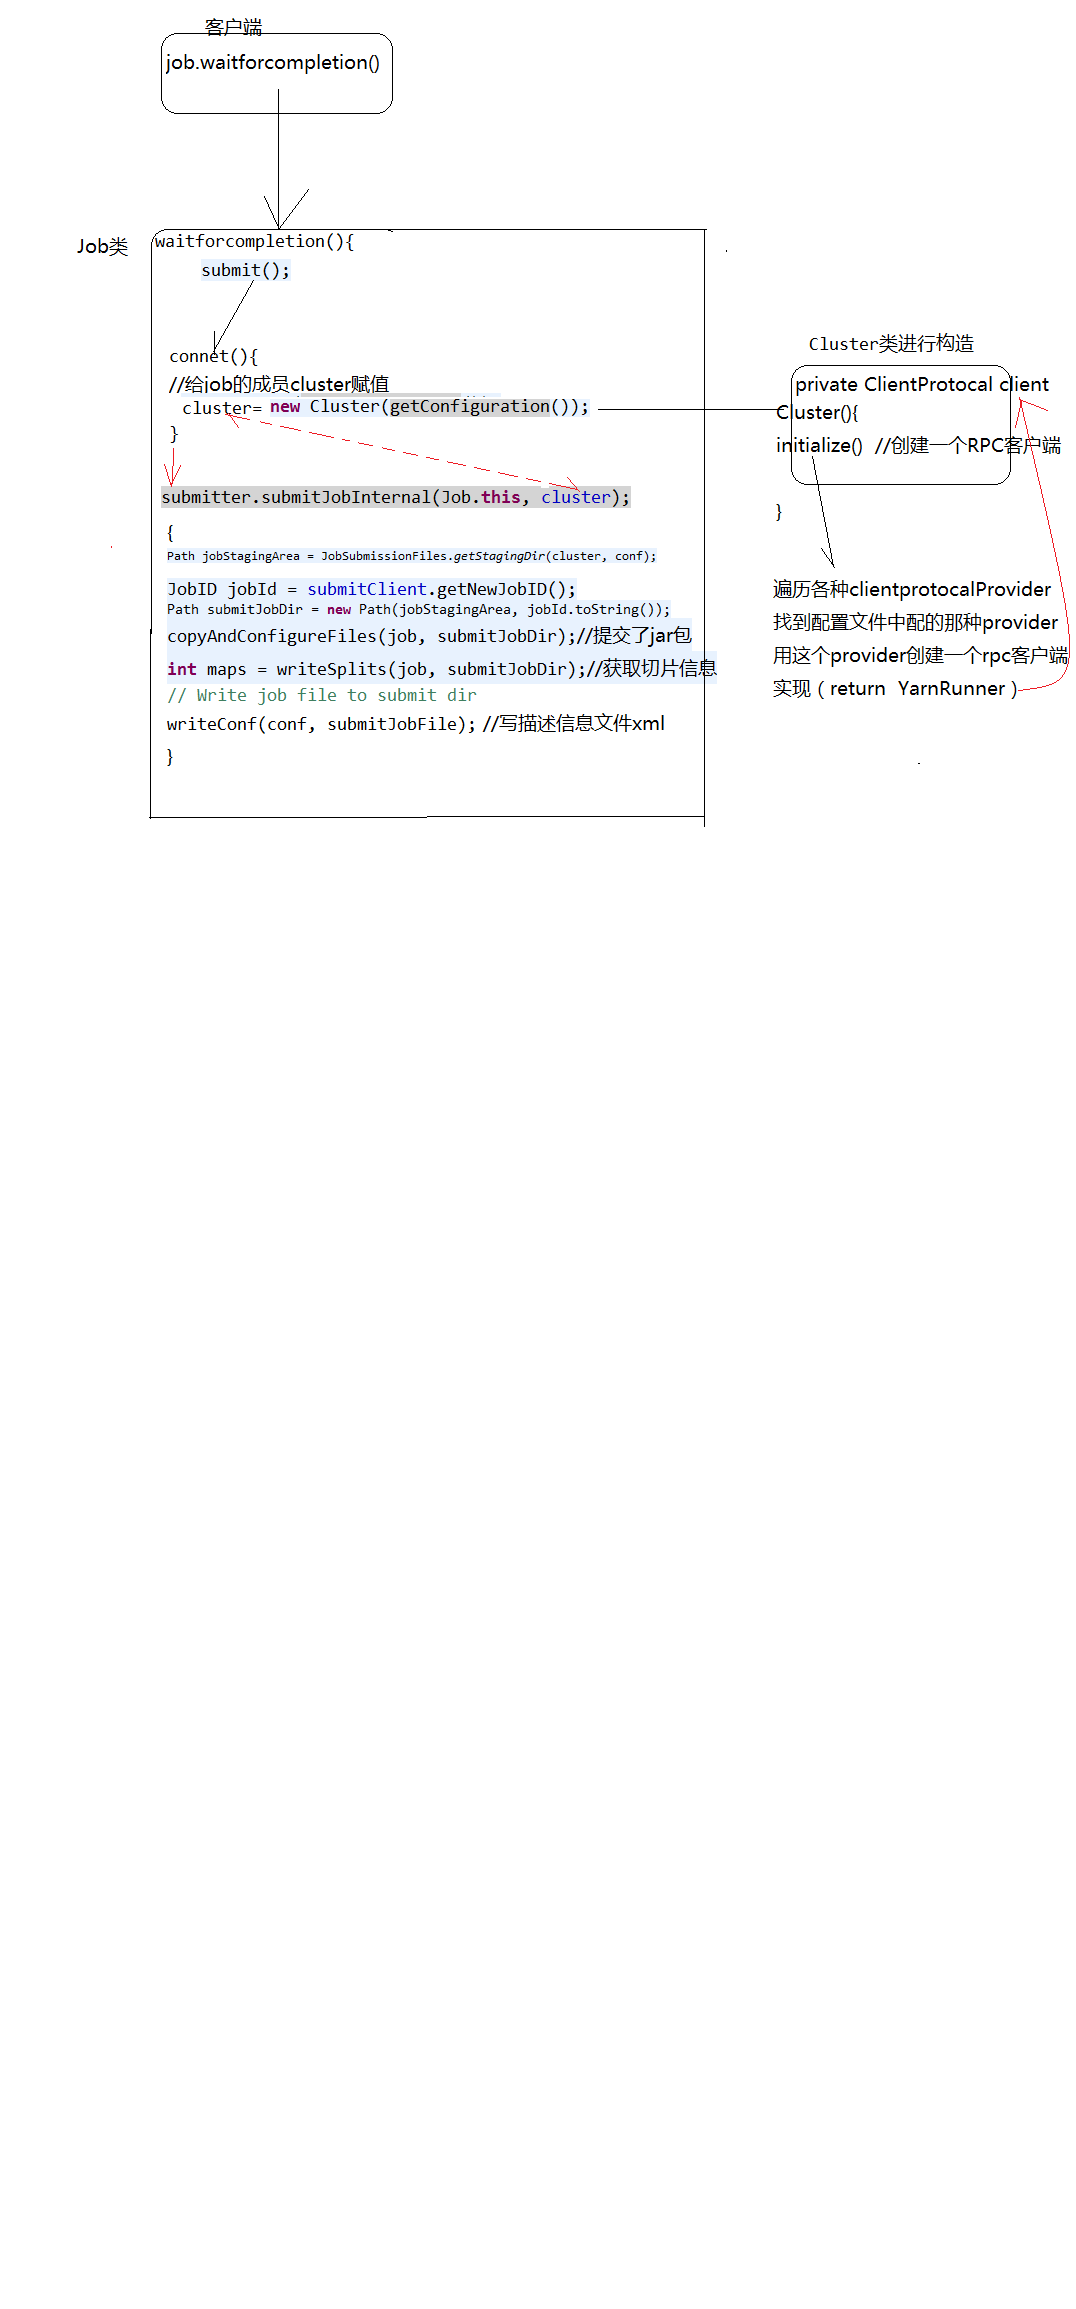 客户端
job.waitforcompletion()
Job类
waitforcompletion(){
submit();
connet(){
//给job的成员cluster赋值
cluster= new Cluster(getConfiguration());
}
submitter.submitJobInternal(Job.this, cluster);
{
Path jobStagingArea = JobSubmissionFiles.getStagingDir(cluster, conf);
JobID jobId = submitClient.getNewJobID();
Path submitJobDir = new Path(jobStagingArea, jobId.toString());
copyAndConfigureFiles(job, submitJobDir);//提交了jar包
int maps = writeSplits(job, submitJobDir);//获取切片信息
// Write job file to submit dir
writeConf(conf, submitJobFile); //写描述信息文件xml
}
Cluster类进行构造
private ClientProtocal client
Cluster(){
initialize() //创建一个RPC客户端
}
遍历各种clientprotocalProvider
找到配置文件中配的那种provider
用这个provider创建一个rpc客户端
实现（return YarnRunner）